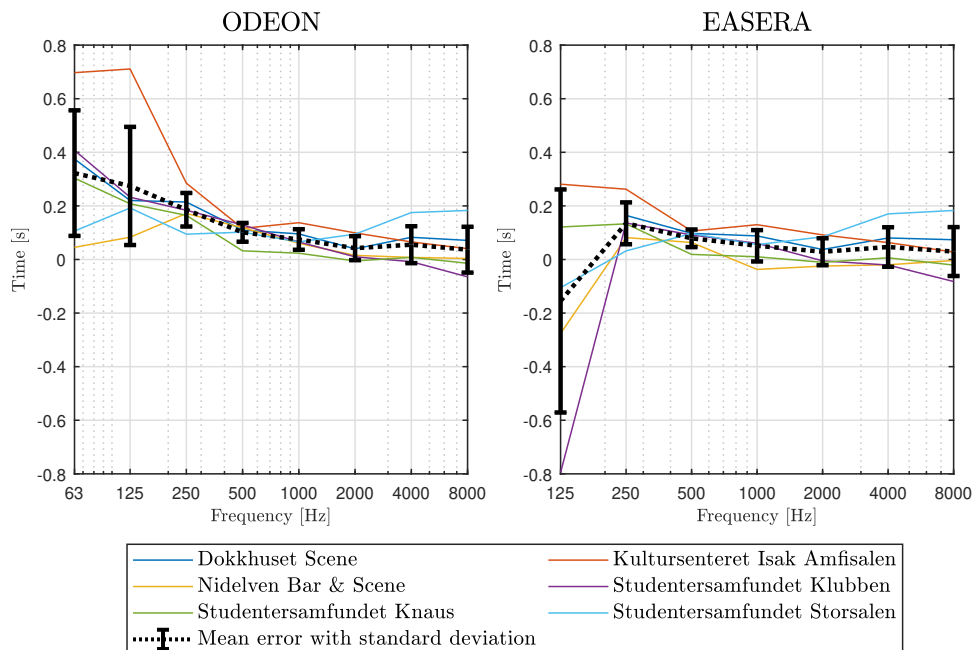 ODEON
0.8
0.6
0.4
0.2
0
-0.2
-0.4
-0.6
-0.8
Time [s]
63 125 250 500 1000 2000 4000 8000
Frequency [Hz]
EASERA
0.8
0.6
0.4
0.2
0
-0.2
-0.4
-0.6
-0.8
Time [s]
125 250 500 1000 2000 4000 8000
Frequency [Hz]
Dokkhuset Scene
Nidelven Bar & Scene
Studentersamfundet Knaus
Mean error with standard deviation
Kultursenteret Isak Amfisalen
Studentersamfundet Klubben
Studentersamfundet Storsalen